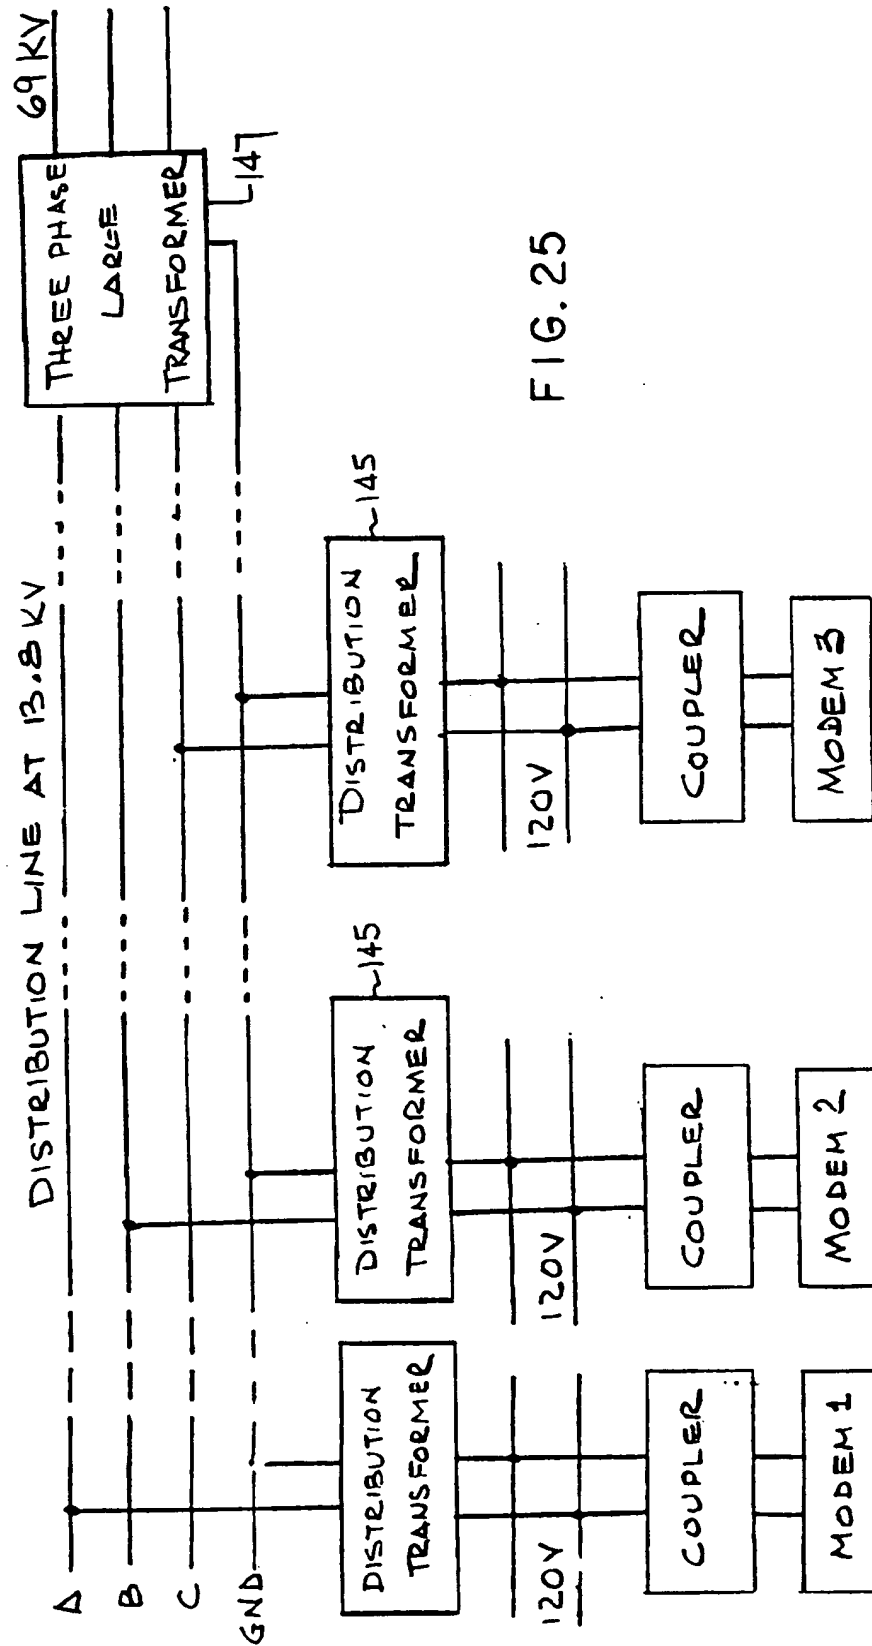 DISTRIBUTION LINE AT 13.8 KV
69 KV
A
B
C
GND
THREE PHASE
LARGE
TRANSFORMER
147
DISTRIBUTION
TRANSFORMER
DISTRIBUTION
TRANSFORMER
145
DISTRIBUTION
TRANSFORMER
145
120V
120V
120V
COUPLER
COUPLER
COUPLER
MODEM 1
MODEM 2
MODEM 3
FIG. 25